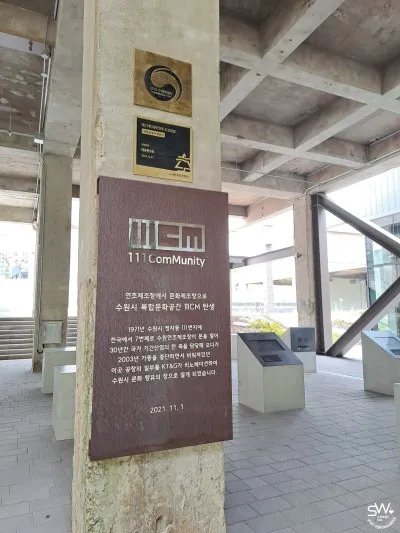 111CM
111ComMunity
연초제조창에서 문화제조창으로
수원시 복합문화공간 111CM 탄생
1971년 수원시 정자동 111번지에
전국에서 7번째로 수원연초제조창이 문을 열어
30년간 국가 기간산업의 한 축을 담당해 오다가
2003년 가동을 중단하면서 비워져있던
이곳 공장의 일부를 KT&G가 리노베이션하여
수원시 문화 향유의 장으로 열게 되었습니다.
2021. 11. 1
SW